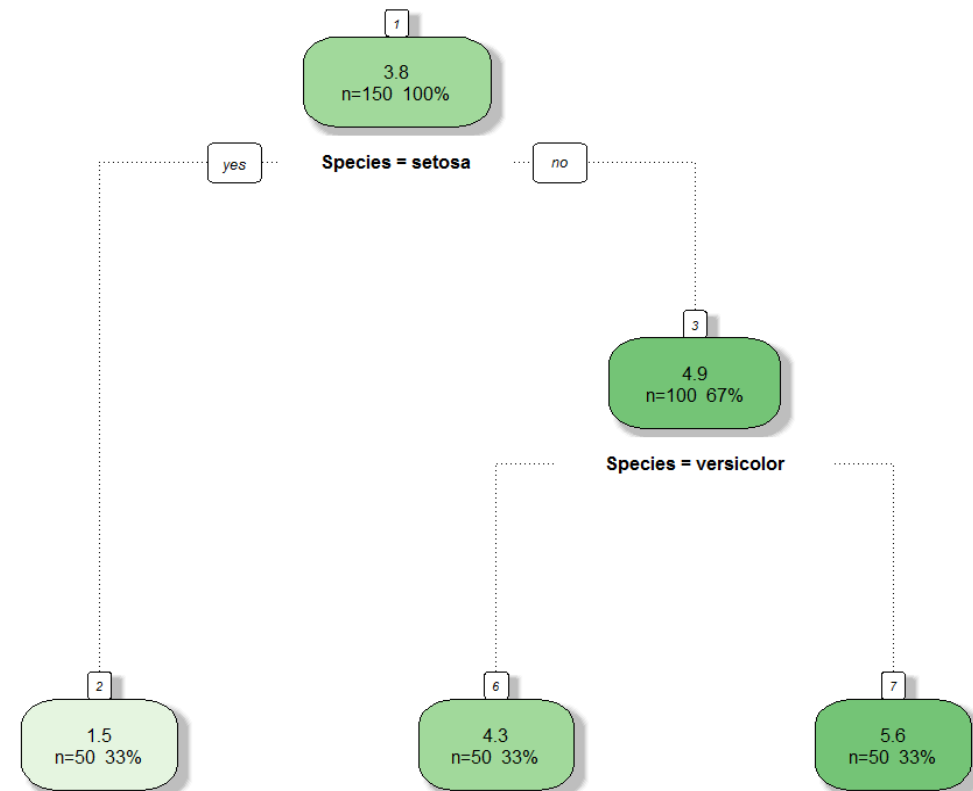 1
3.8
n=150 100%
yes
Species = setosa
no
3
4.9
n=100 67%
Species = versicolor
2
1.5
n=50 33%
6
4.3
n=50 33%
7
5.6
n=50 33%